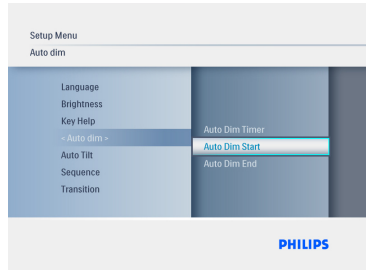 Setup Menu
Auto dim
Language
Brightness
Key Help
< Auto dim >
Auto Tilt
Sequence
Transition
Auto Dim Timer
Auto Dim Start
Auto Dim End
PHILIPS